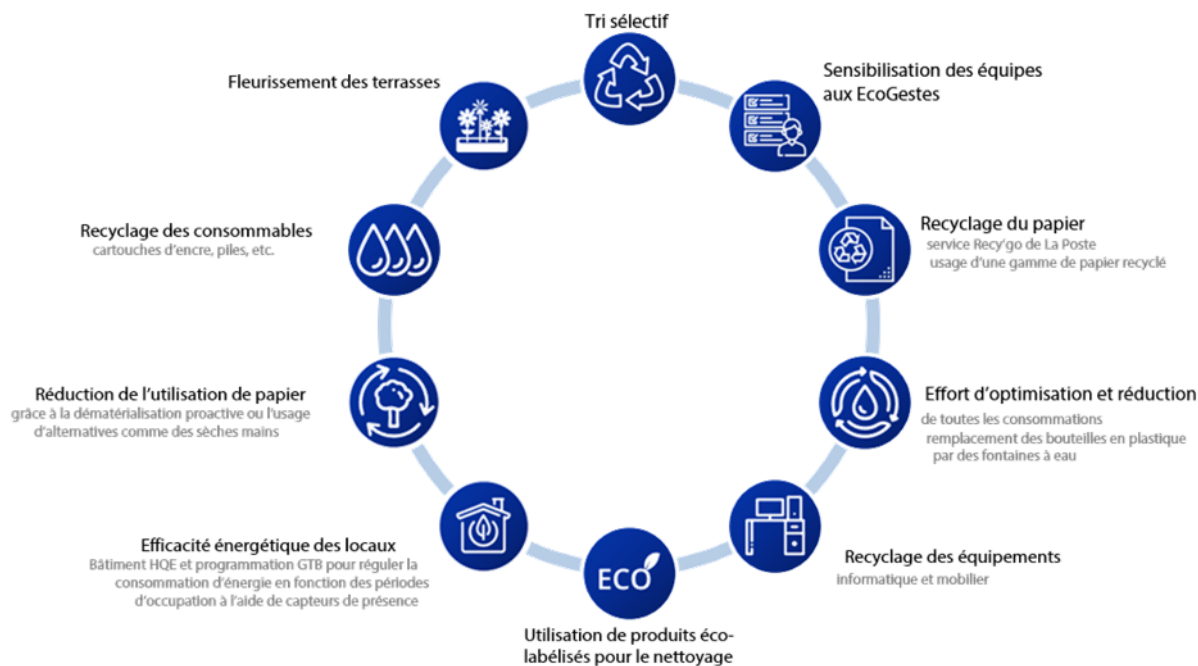 Tri sélectif
Sensibilisation des équipes
aux EcoGestes
Recyclage du papier
service Recy'go de La Poste
usage d'une gamme de papier recyclé
Effort d'optimisation et réduction
de toutes les consommations
remplacement des bouteilles en plastique
par des fontaines à eau
Recyclage des équipements
informatique et mobilier
ECO
Utilisation de produits éco-
labélisés pour le nettoyage
Efficacité énergétique des locaux
Bâtiment HQE et programmation GTB pour réguler la
consommation d'énergie en fonction des périodes
d'occupation à l'aide de capteurs de présence
Réduction de l'utilisation de papier
grâce à la dématérialisation proactive ou l'usage
d'alternatives comme des sèches mains
Recyclage des consommables
cartouches d'encre, piles, etc.
Fleurissement des terrasses